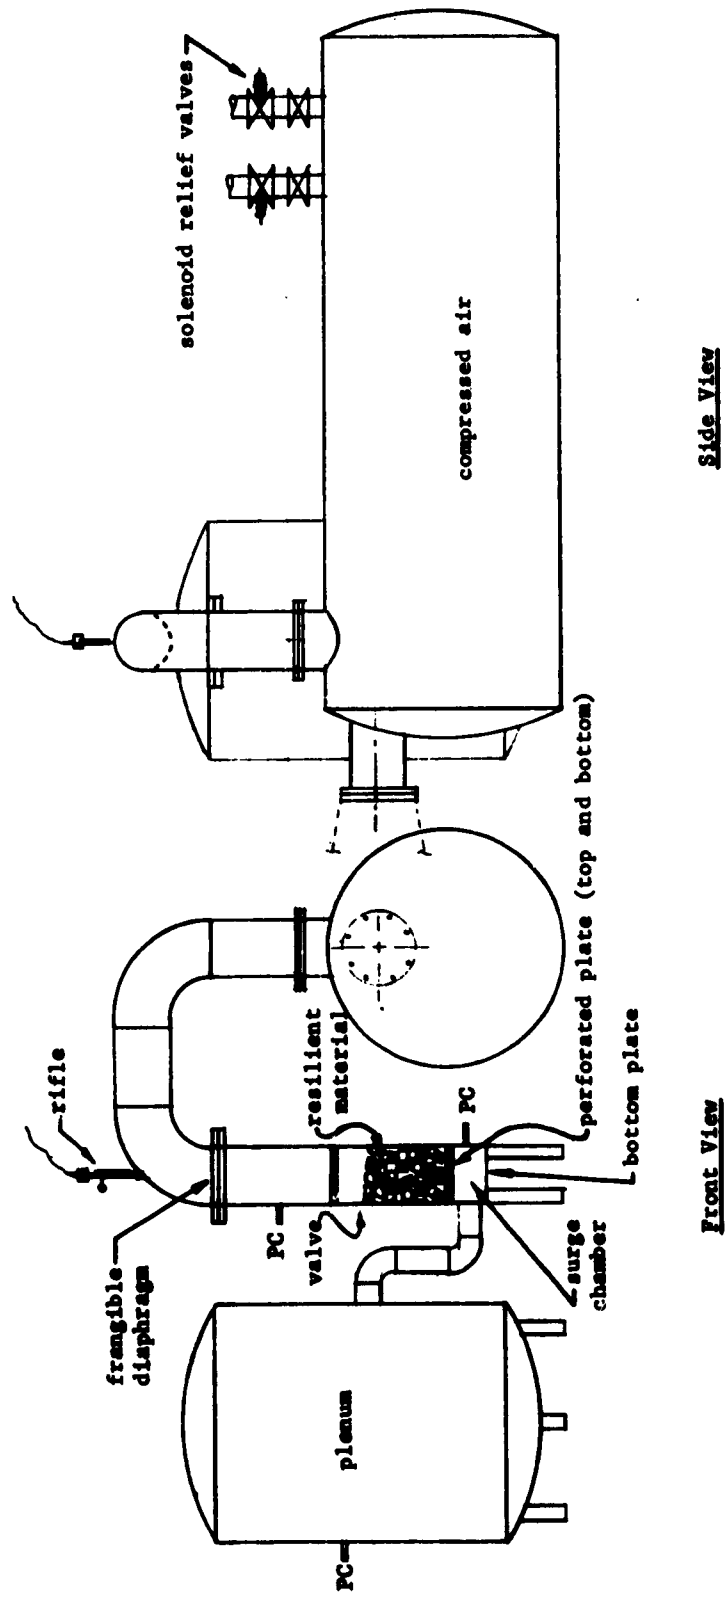 rifle
frangible
diaphragm
PC
valve
resilient
material
PC
PC
plenum
surge
chamber
bottom plate
perforated plate (top and bottom)
Front View
solenoid relief valves
compressed air
Side View